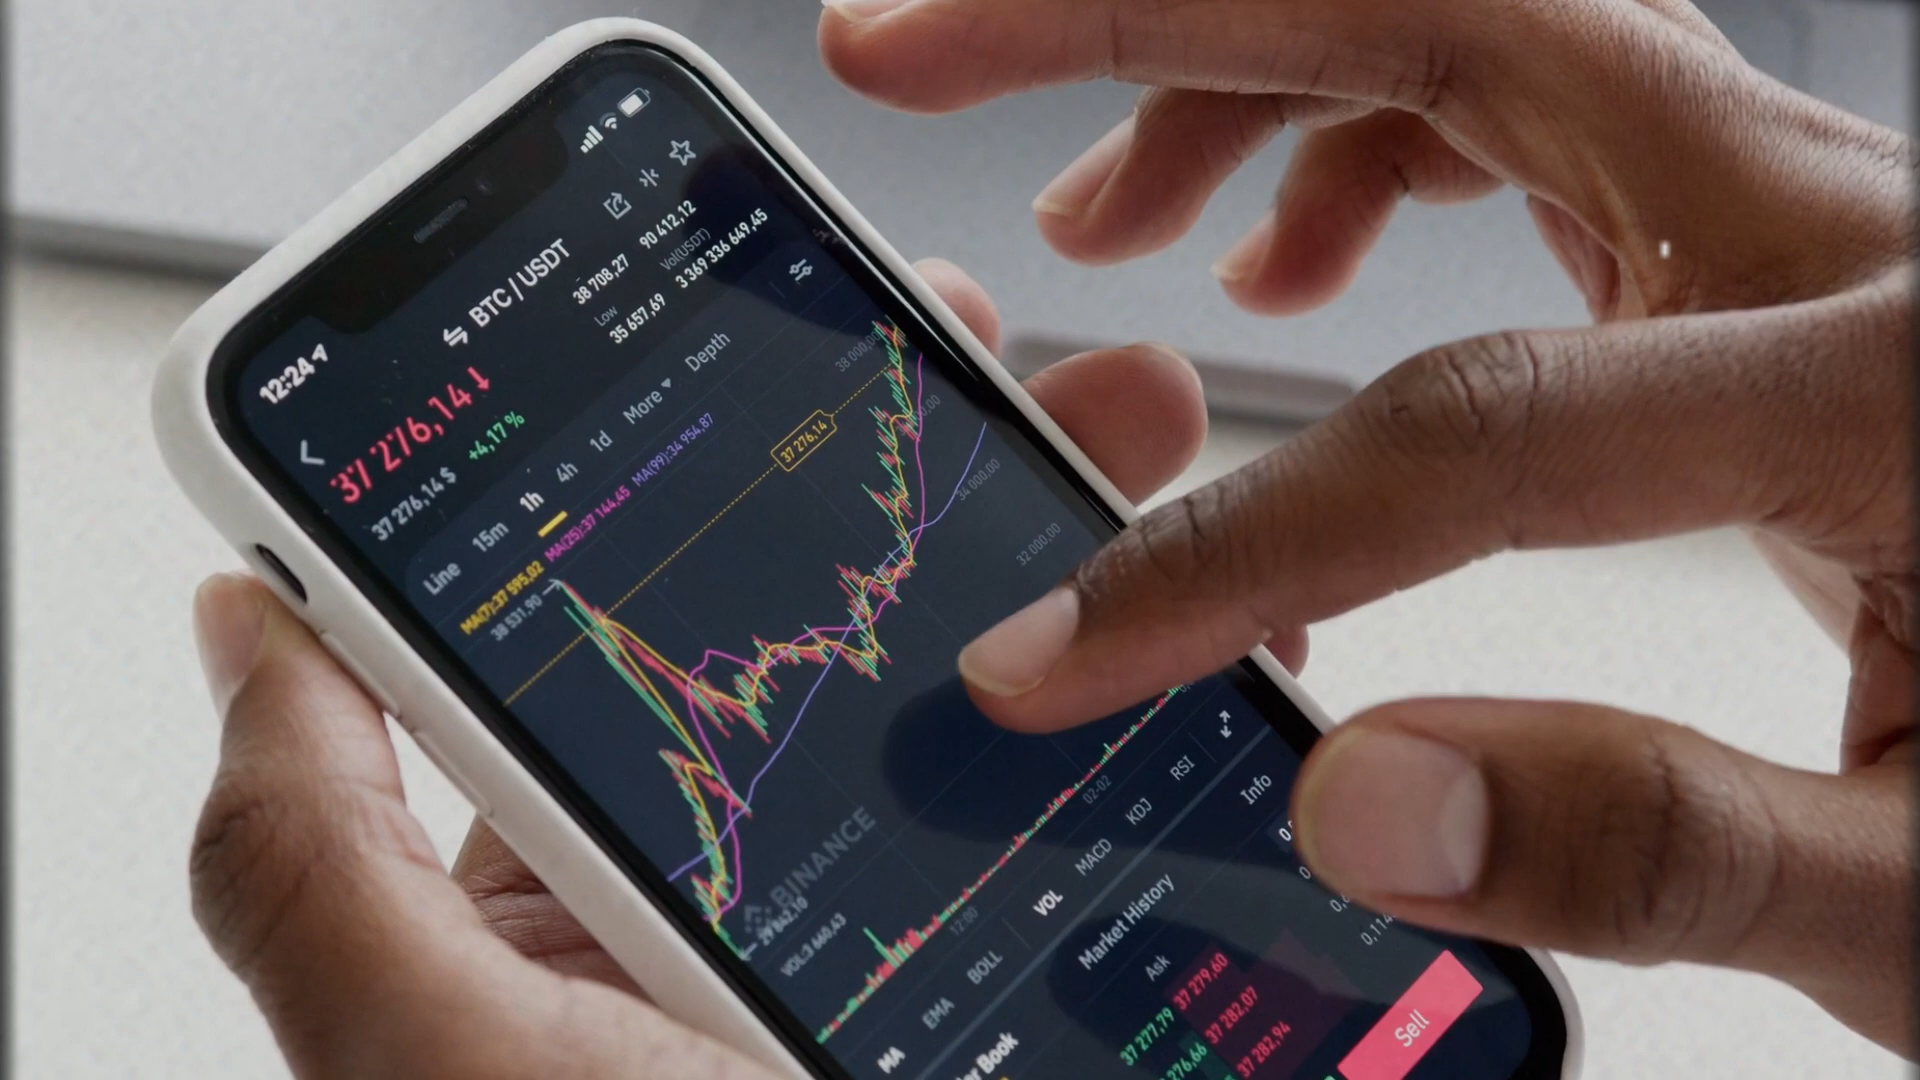 12:24
BTC / USDT
37 276,14
37 276,14 $ +4,17 %
38 708,27 90 412,12
Low Vol(USDT)
35 657,69 3 369 336 649,45
Line 15m 1h 4h 1d More Depth
MA(7):37 595,02 MA(25):37 144,45 MA(99):34 954,87
38 531,90
38 000,00
37 276,14
34 000,00
32 000,00
BINANCE
29 642,10
VOL:3 660,43
12:00 02-02
MA EMA BOLL VOL MACD KDJ RSI
Book Market History Info
Ask
37 277,79 37 279,60
276,66 37 282,07
37 282,94
Sell